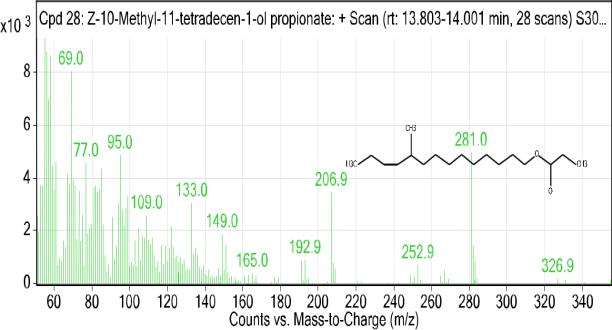 x10 3
Cpd 28: Z-10-Methyl-11-tetradecen-1-ol propionate: + Scan (rt: 13.803-14.001 min, 28 scans) S30...
8
69.0
6
95.0
77.0
4
281.0
206.9
133.0
109.0
2
149.0
192.9
252.9
165.0
326.9
0
CH3
H3C
O
CH3
O
60 80 100 120 140 160 180 200 220 240 260 280 300 320 340
Counts vs. Mass-to-Charge (m/z)